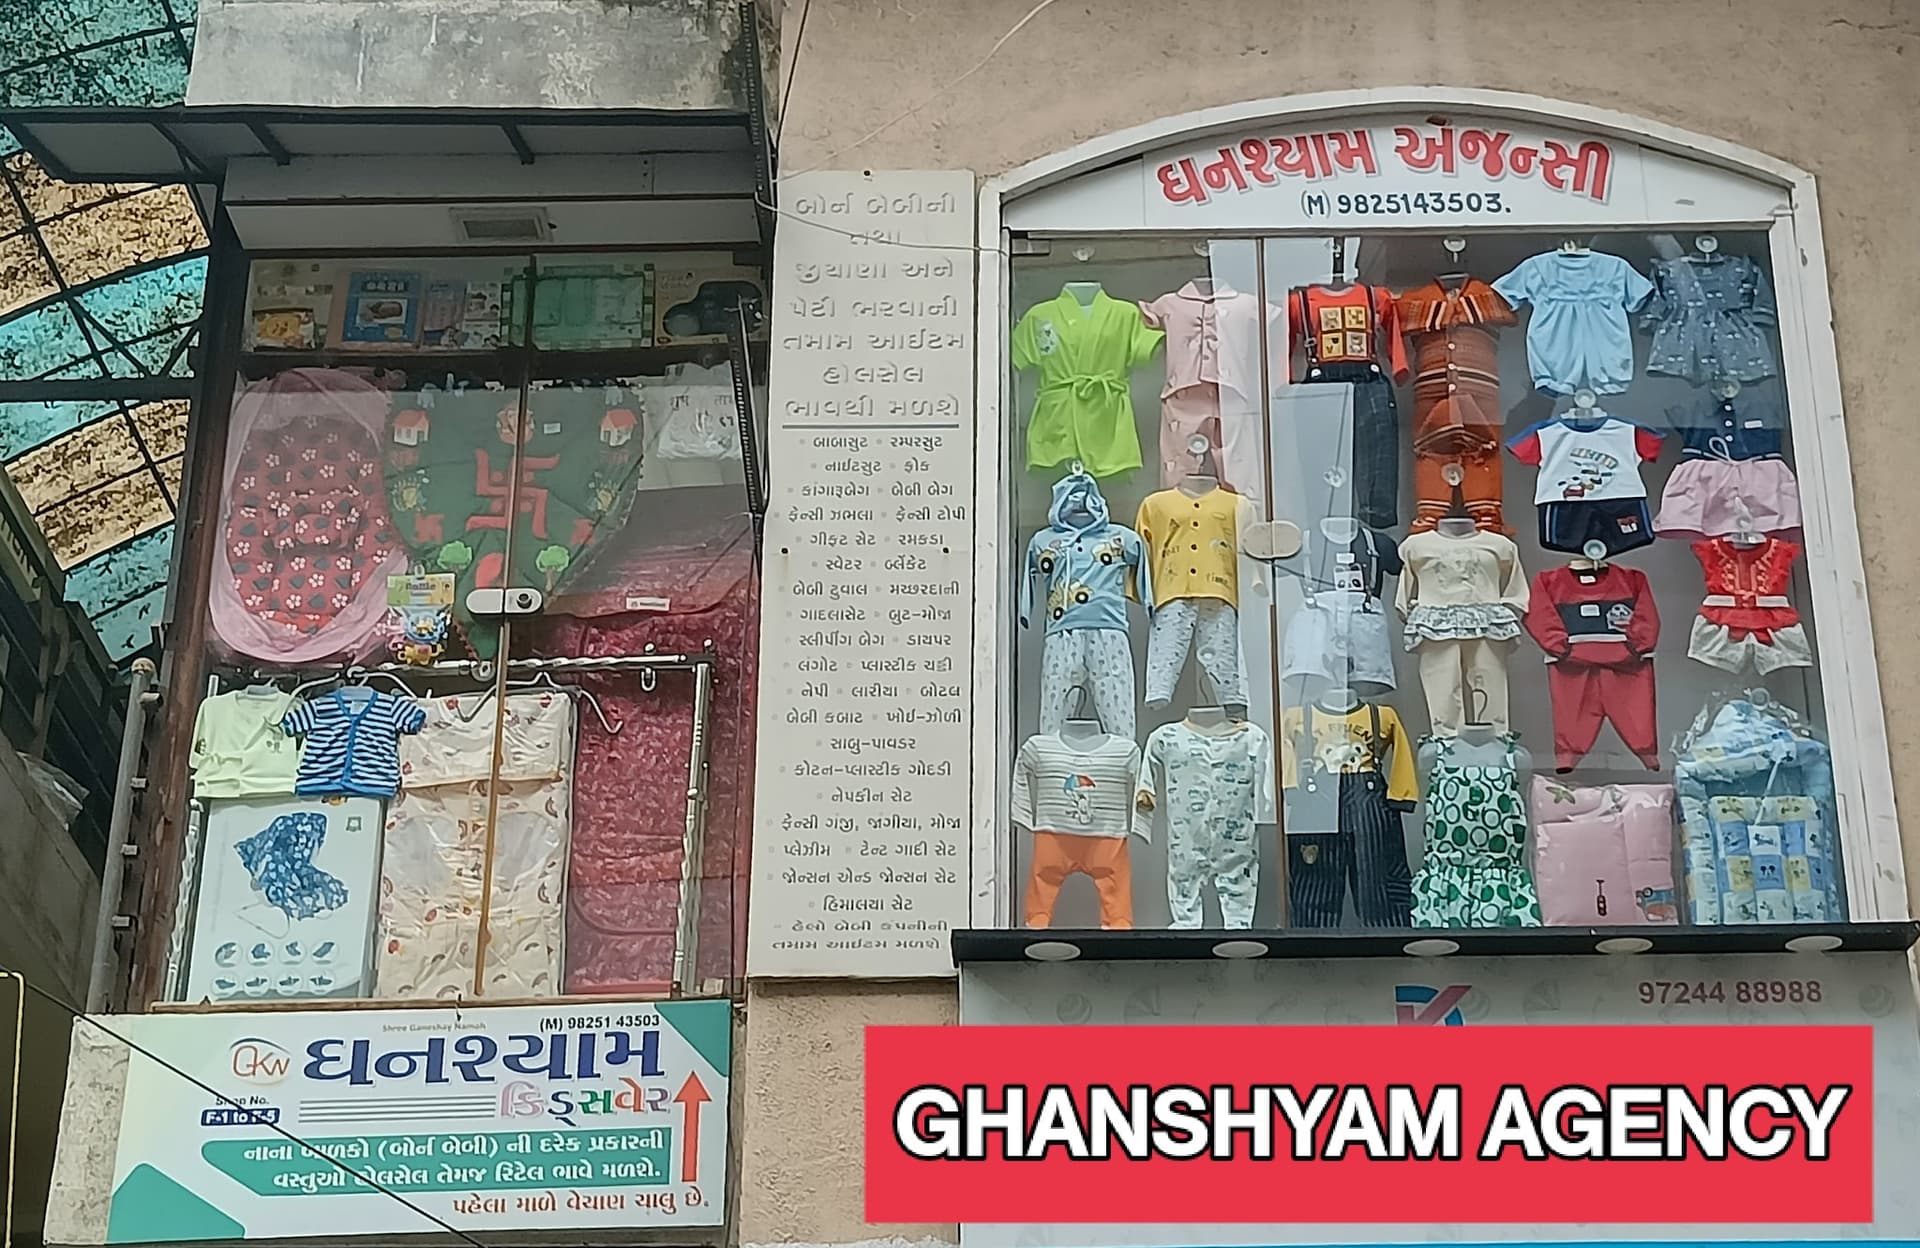 ઘનશ્યામ એજન્સી
(M) 9825143503.
બોર્ન બેબીની
તથા
જીયાણા અને
પેટી ભરવાની
તમામ આઈટમ
હોલસેલ
ભાવથી મળશે
બાબાસુટ • રમ્પરસુટ
નાઈટસુટ • ફ્રોક
કાંગારૂબેગ • બેબી બેગ
ફેન્સી ઝભલા • ફેન્સી ટોપી
ગીફ્ટ સેટ • રમકડા
સ્વેટર • બ્લેંકેટ
બેબી ટુવાલ • મચ્છરદાની
ગાદલાસેટ • બુટ-મોજા
સ્લીપીંગ બેગ • ડાયપર
લંગોટ • પ્લાસ્ટીક ચડ્ડી
નેપી • લારીયા • બોટલ
બેબી કબાટ • ખોઈ-ઝોળી
સાબુ-પાવડર
કોટન-પ્લાસ્ટીક ગોદડી
નેપકીન સેટ
ફેન્સી ગંજી, જાંગીયા, મોજા
પ્લેઝીમ • ટેન્ટ ગાદી સેટ
જોન્સન એન્ડ જોન્સન સેટ
હિમાલયા સેટ
હેલો બેબી કંપનીની
તમામ આઈટમ મળશે
શુભ લાભ
Shree Ganeshay Namah
(M) 98251 43503
GKW ઘનશ્યામ
કિડ્સવેર
Shop No.
નાના બાળકો (બોર્ન બેબી) ની દરેક પ્રકારની
વસ્તુઓ હોલસેલ તેમજ રિટેલ ભાવે મળશે.
પહેલા માળે વેચાણ ચાલુ છે.
97244 88988
GHANSHYAM AGENCY